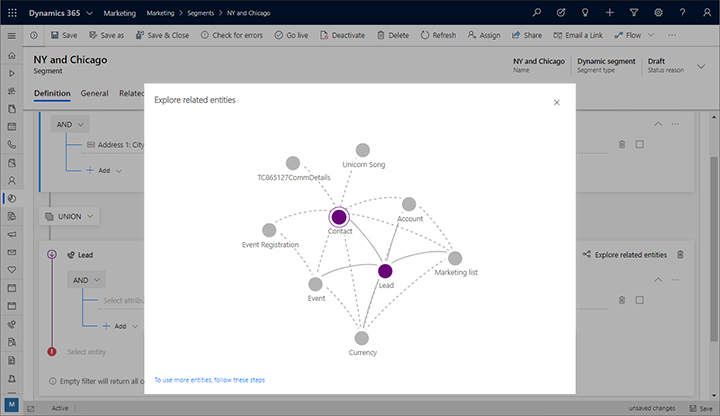 Dynamics 365 Marketing Marketing > Segments > NY and Chicago
Save Save as Save & Close Check for errors Go live Deactivate Delete Refresh Assign Share Email a Link Flow
NY and Chicago
Segment
NY and Chicago Dynamic segment Draft
Name Segment type Status reason
Definition General Related
Explore related entities
AND
Address 1: City
Add
UNION
Lead
Explore related entities
AND
Select attribu
Add
Select entity
Empty filter will return all c
Unicorn Song
TC865127CommDetails
Account
Contact
Event Registration
Marketing list
Lead
Event
Currency
To use more entities, follow these steps
M
Active unsaved changes Save